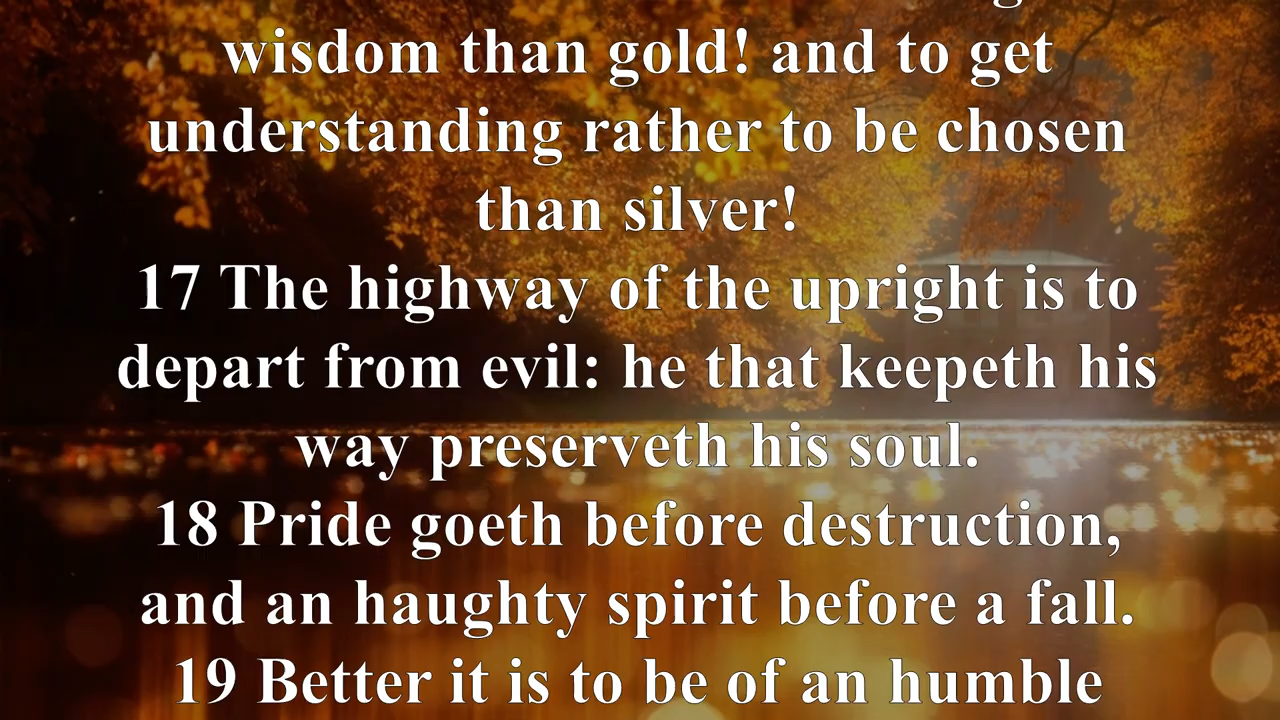 wisdom than gold! and to get
understanding rather to be chosen
than silver!
17 The highway of the upright is to
depart from evil: he that keepeth his
way preserveth his soul.
18 Pride goeth before destruction,
and an haughty spirit before a fall.
19 Better it is to be of an humble